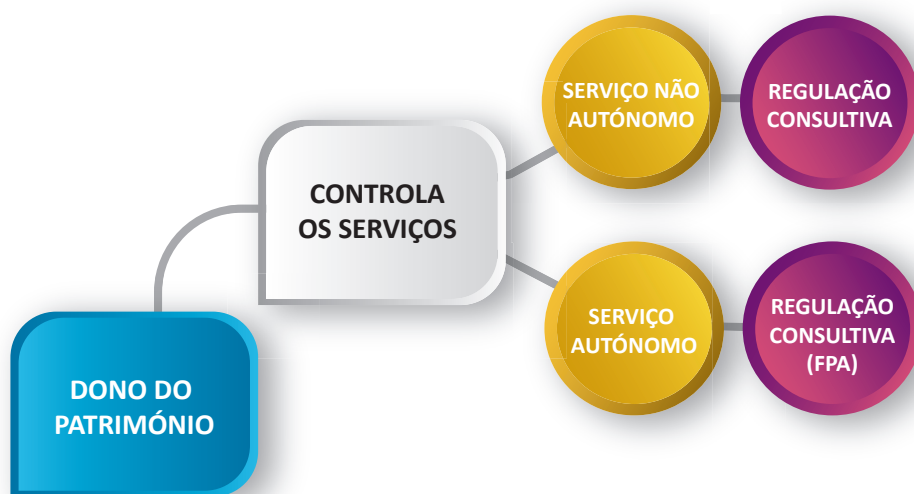 SERVIÇO NÃO
AUTÓNOMO
REGULAÇÃO
CONSULTIVA
CONTROLA
OS SERVIÇOS
SERVIÇO
AUTÓNOMO
REGULAÇÃO
CONSULTIVA
(FPA)
DONO DO
PATRIMÓNIO